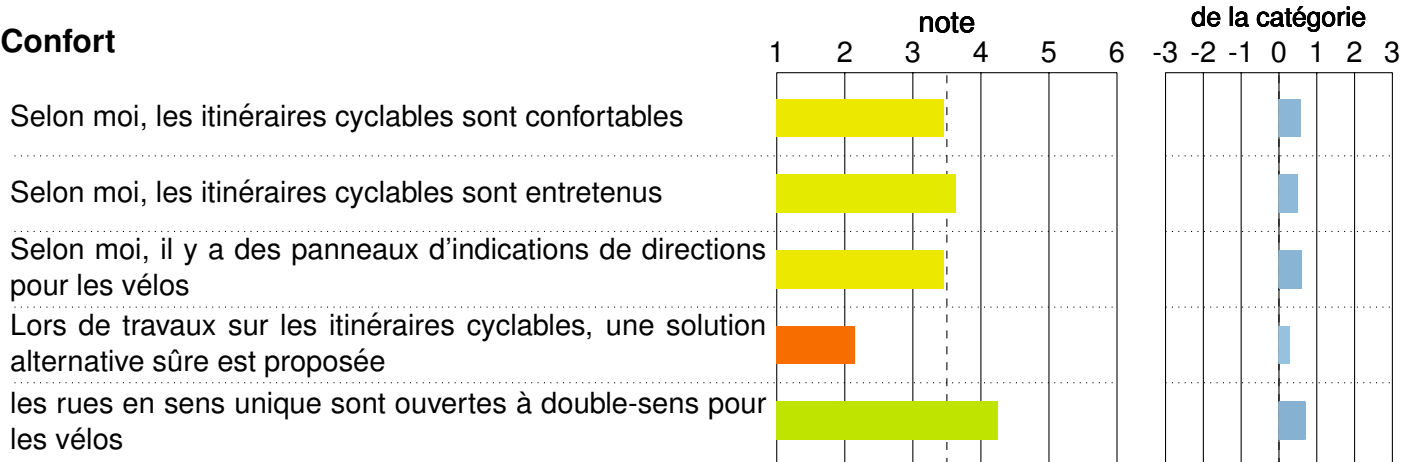 note
de la catégorie
Confort
1 2 3 4 5 6
-3 -2 -1 0 1 2 3
Selon moi, les itinéraires cyclables sont confortables
Selon moi, les itinéraires cyclables sont entretenus
Selon moi, il y a des panneaux d'indications de directions
pour les vélos
Lors de travaux sur les itinéraires cyclables, une solution
alternative sûre est proposée
les rues en sens unique sont ouvertes à double-sens pour
les vélos